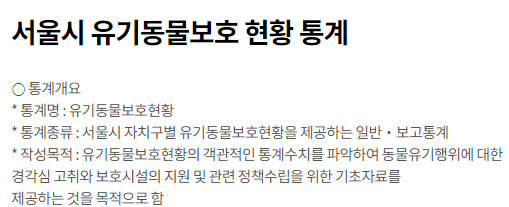 서울시 유기동물보호 현황 통계
○ 통계개요
* 통계명 : 유기동물보호현황
* 통계종류 : 서울시 자치구별 유기동물보호현황을 제공하는 일반・보고통계
* 작성목적 : 유기동물보호현황의 객관적인 통계수치를 파악하여 동물유기행위에 대한
경각심 고취와 보호시설의 지원 및 관련 정책수립을 위한 기초자료를
제공하는 것을 목적으로 함